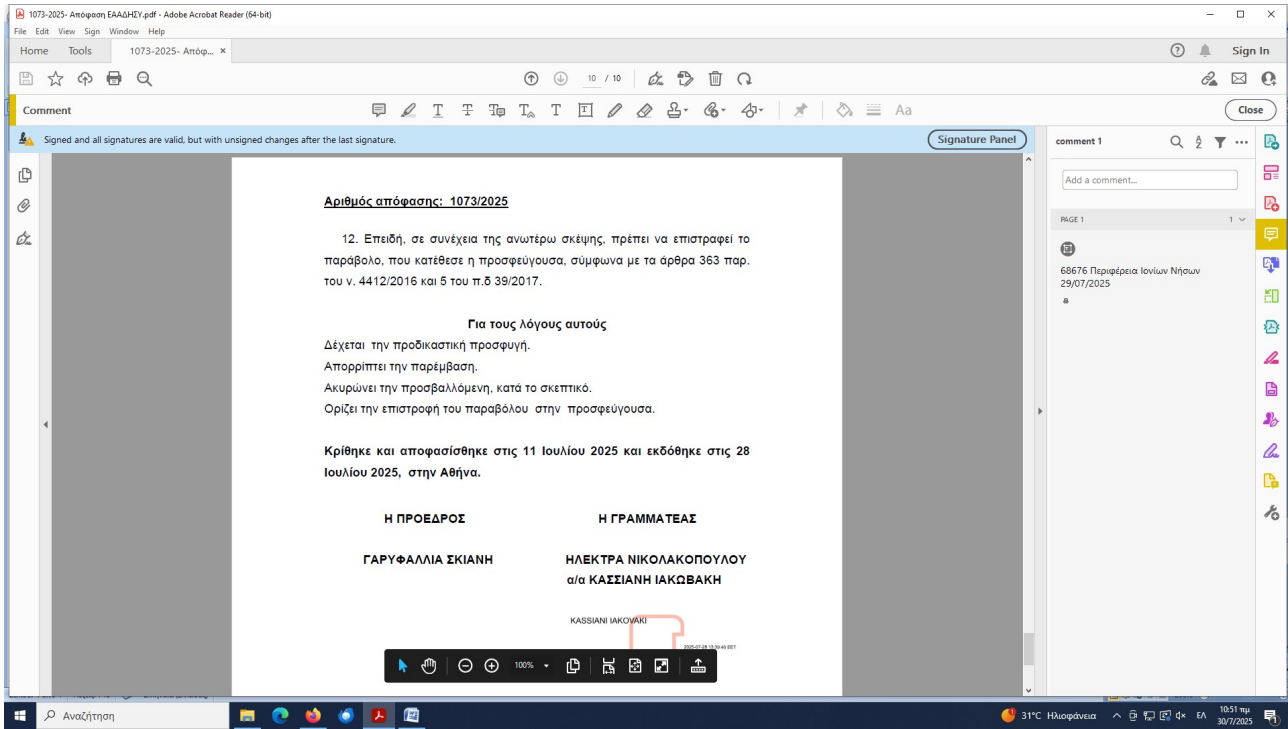 1073-2025- Απόφαση ΕΑΑΔΗΣΥ.pdf - Adobe Acrobat Reader (64-bit)
File Edit View Sign Window Help
Home Tools 1073-2025- Απόφ... ×
Sign In
10 / 10
Comment
Aa
Close
Signed and all signatures are valid, but with unsigned changes after the last signature.
Signature Panel
comment 1
Add a comment...
PAGE 1 1
68676 Περιφέρεια Ιονίων Νήσων
29/07/2025
Αριθμός απόφασης: 1073/2025
12. Επειδή, σε συνέχεια της ανωτέρω σκέψης, πρέπει να επιστραφεί το
παράβολο, που κατέθεσε η προσφεύγουσα, σύμφωνα με τα άρθρα 363 παρ.
του ν. 4412/2016 και 5 του π.δ 39/2017.
Για τους λόγους αυτούς
Δέχεται την προδικαστική προσφυγή.
Απορρίπτει την παρέμβαση.
Ακυρώνει την προσβαλλόμενη, κατά το σκεπτικό.
Ορίζει την επιστροφή του παραβόλου στην προσφεύγουσα.
Κρίθηκε και αποφασίσθηκε στις 11 Ιουλίου 2025 και εκδόθηκε στις 28
Ιουλίου 2025, στην Αθήνα.
Η ΠΡΟΕΔΡΟΣ Η ΓΡΑΜΜΑΤΕΑΣ
ΓΑΡΥΦΑΛΛΙΑ ΣΚΙΑΝΗ ΗΛΕΚΤΡΑ ΝΙΚΟΛΑΚΟΠΟΥΛΟΥ
α/α ΚΑΣΣΙΑΝΗ ΙΑΚΩΒΑΚΗ
KASSIANI IAKOVAKI
100%
Αναζήτηση
31°C Ηλιοφάνεια
ΕΛ
10:51 πμ
30/7/2025